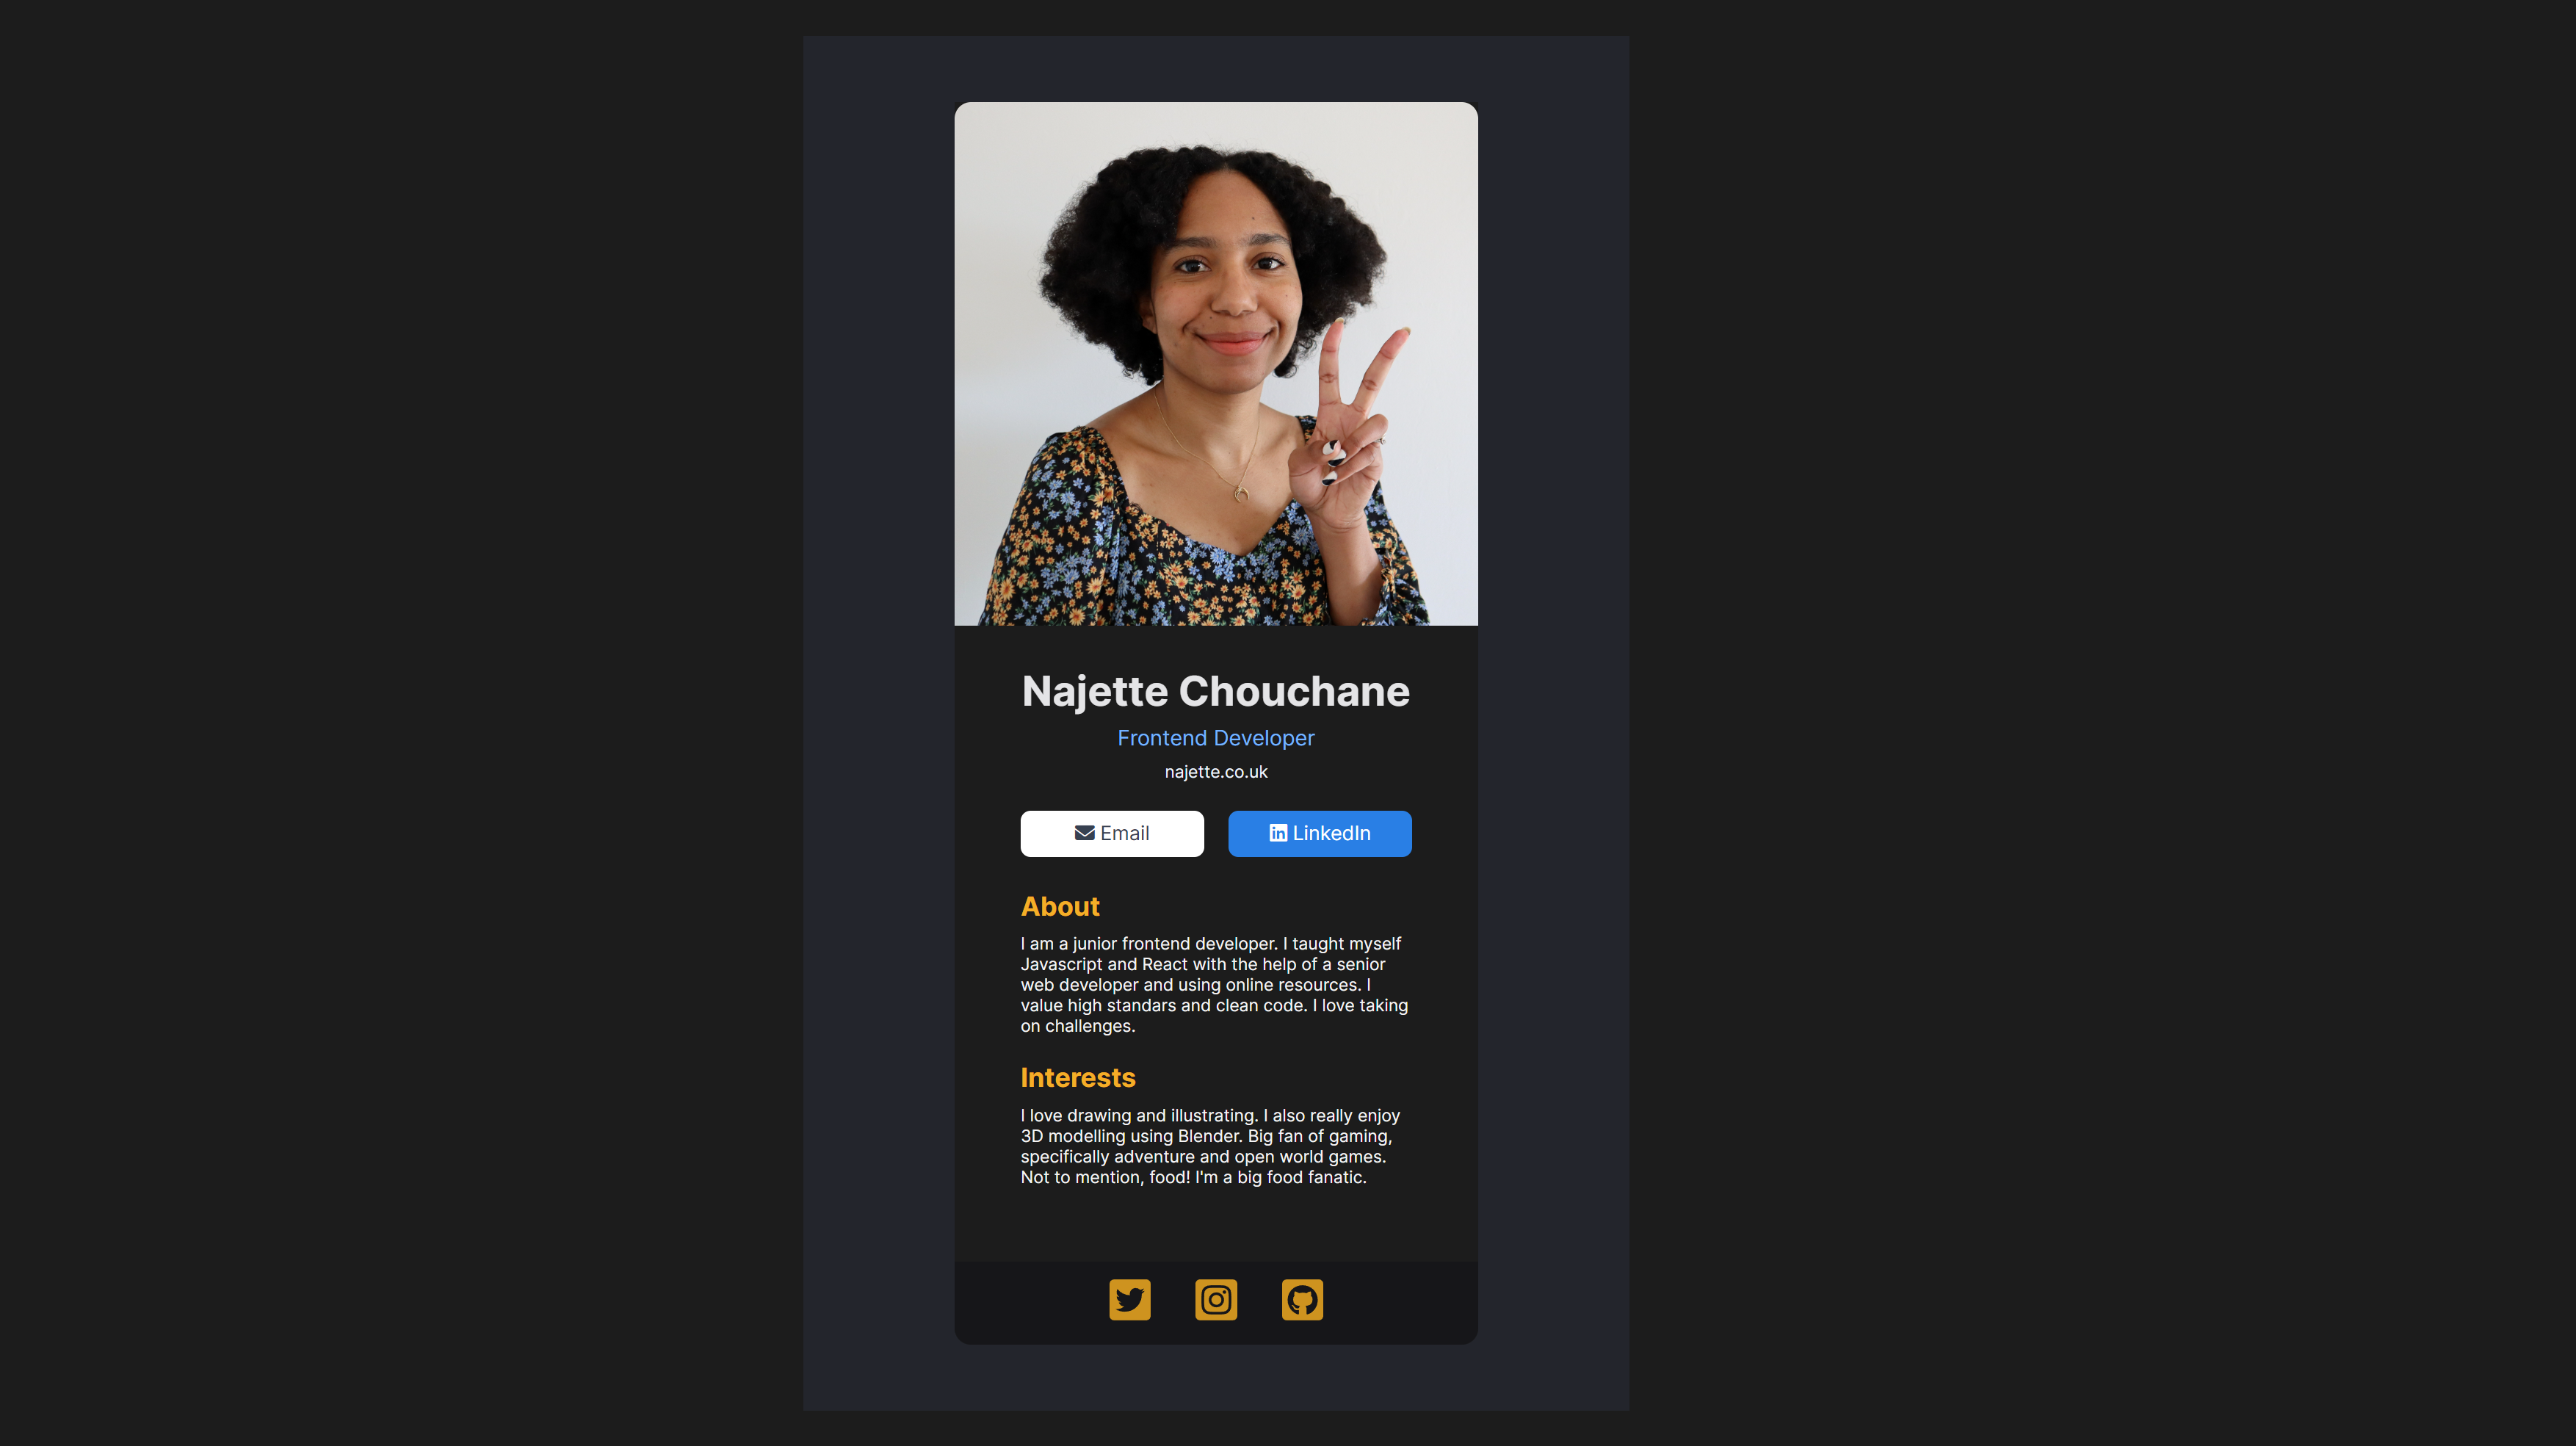 Najette Chouchane
Frontend Developer
najette.co.uk
Email
LinkedIn
About
I am a junior frontend developer. I taught myself
Javascript and React with the help of a senior
web developer and using online resources. I
value high standars and clean code. I love taking
on challenges.
Interests
I love drawing and illustrating. I also really enjoy
3D modelling using Blender. Big fan of gaming,
specifically adventure and open world games.
Not to mention, food! I'm a big food fanatic.